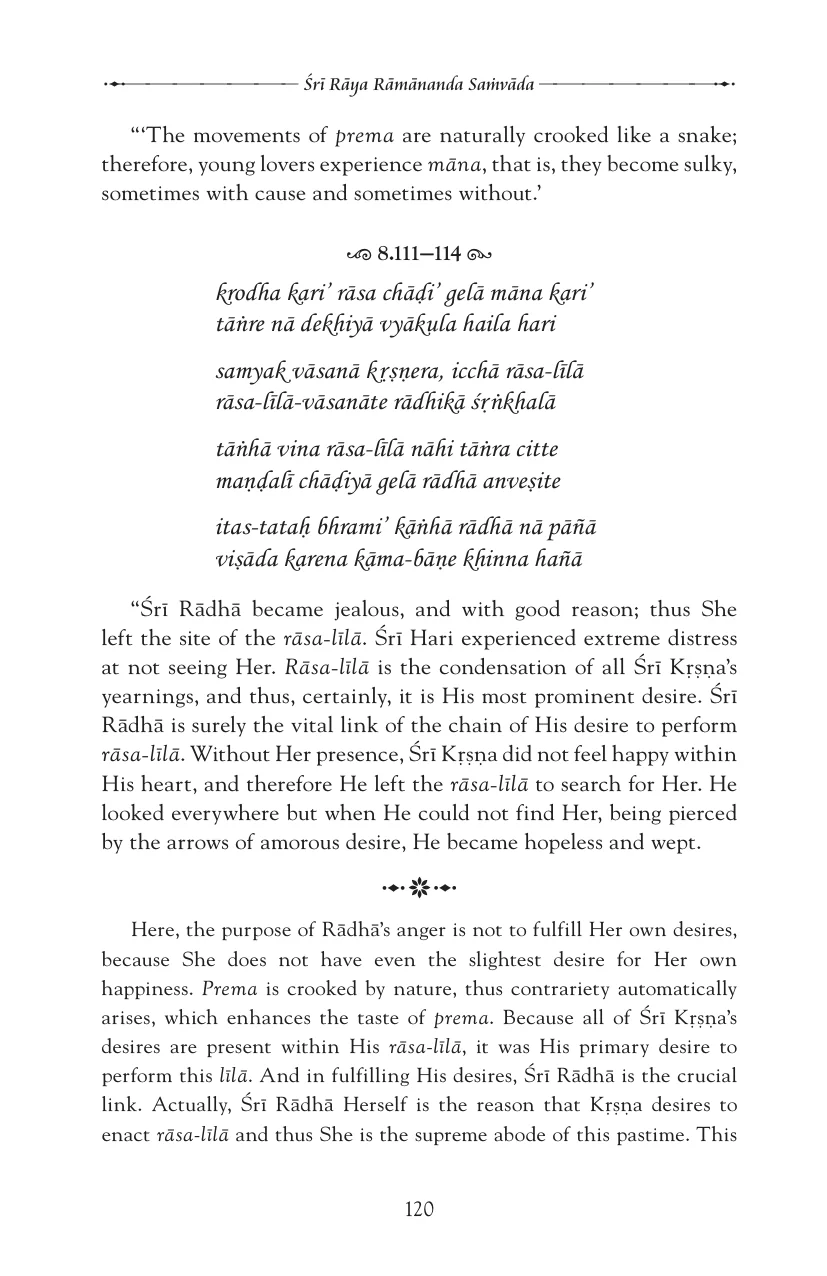 Śrī Rāya Rāmānanda Saṁvāda
“‘The movements of prema are naturally crooked like a snake;
therefore, young lovers experience māna, that is, they become sulky,
sometimes with cause and sometimes without.’
8.111–114
krodha kari’ rāsa chāḍi’ gelā māna kari’
tāṅre nā dekhiyā vyākula haila hari
samyak vāsanā kṛṣṇera, icchā rāsa-līlā
rāsa-līlā-vāsanāte rādhikā śṛṅkhalā
tāṅhā vina rāsa-līlā nāhi tāṅra citte
maṇḍalī chāḍiyā gelā rādhā anveṣite
itas-tataḥ bhrami’ kāṅhā rādhā nā pāñā
viṣāda karena kāma-bāṇe khinna hañā
“Śrī Rādhā became jealous, and with good reason; thus She
left the site of the rāsa-līlā. Śrī Hari experienced extreme distress
at not seeing Her. Rāsa-līlā is the condensation of all Śrī Kṛṣṇa’s
yearnings, and thus, certainly, it is His most prominent desire. Śrī
Rādhā is surely the vital link of the chain of His desire to perform
rāsa-līlā. Without Her presence, Śrī Kṛṣṇa did not feel happy within
His heart, and therefore He left the rāsa-līlā to search for Her. He
looked everywhere but when He could not find Her, being pierced
by the arrows of amorous desire, He became hopeless and wept.
Here, the purpose of Rādhā’s anger is not to fulfill Her own desires,
because She does not have even the slightest desire for Her own
happiness. Prema is crooked by nature, thus contrariety automatically
arises, which enhances the taste of prema. Because all of Śrī Kṛṣṇa’s
desires are present within His rāsa-līlā, it was His primary desire to
perform this līlā. And in fulfilling His desires, Śrī Rādhā is the crucial
link. Actually, Śrī Rādhā Herself is the reason that Kṛṣṇa desires to
enact rāsa-līlā and thus She is the supreme abode of this pastime. This
120